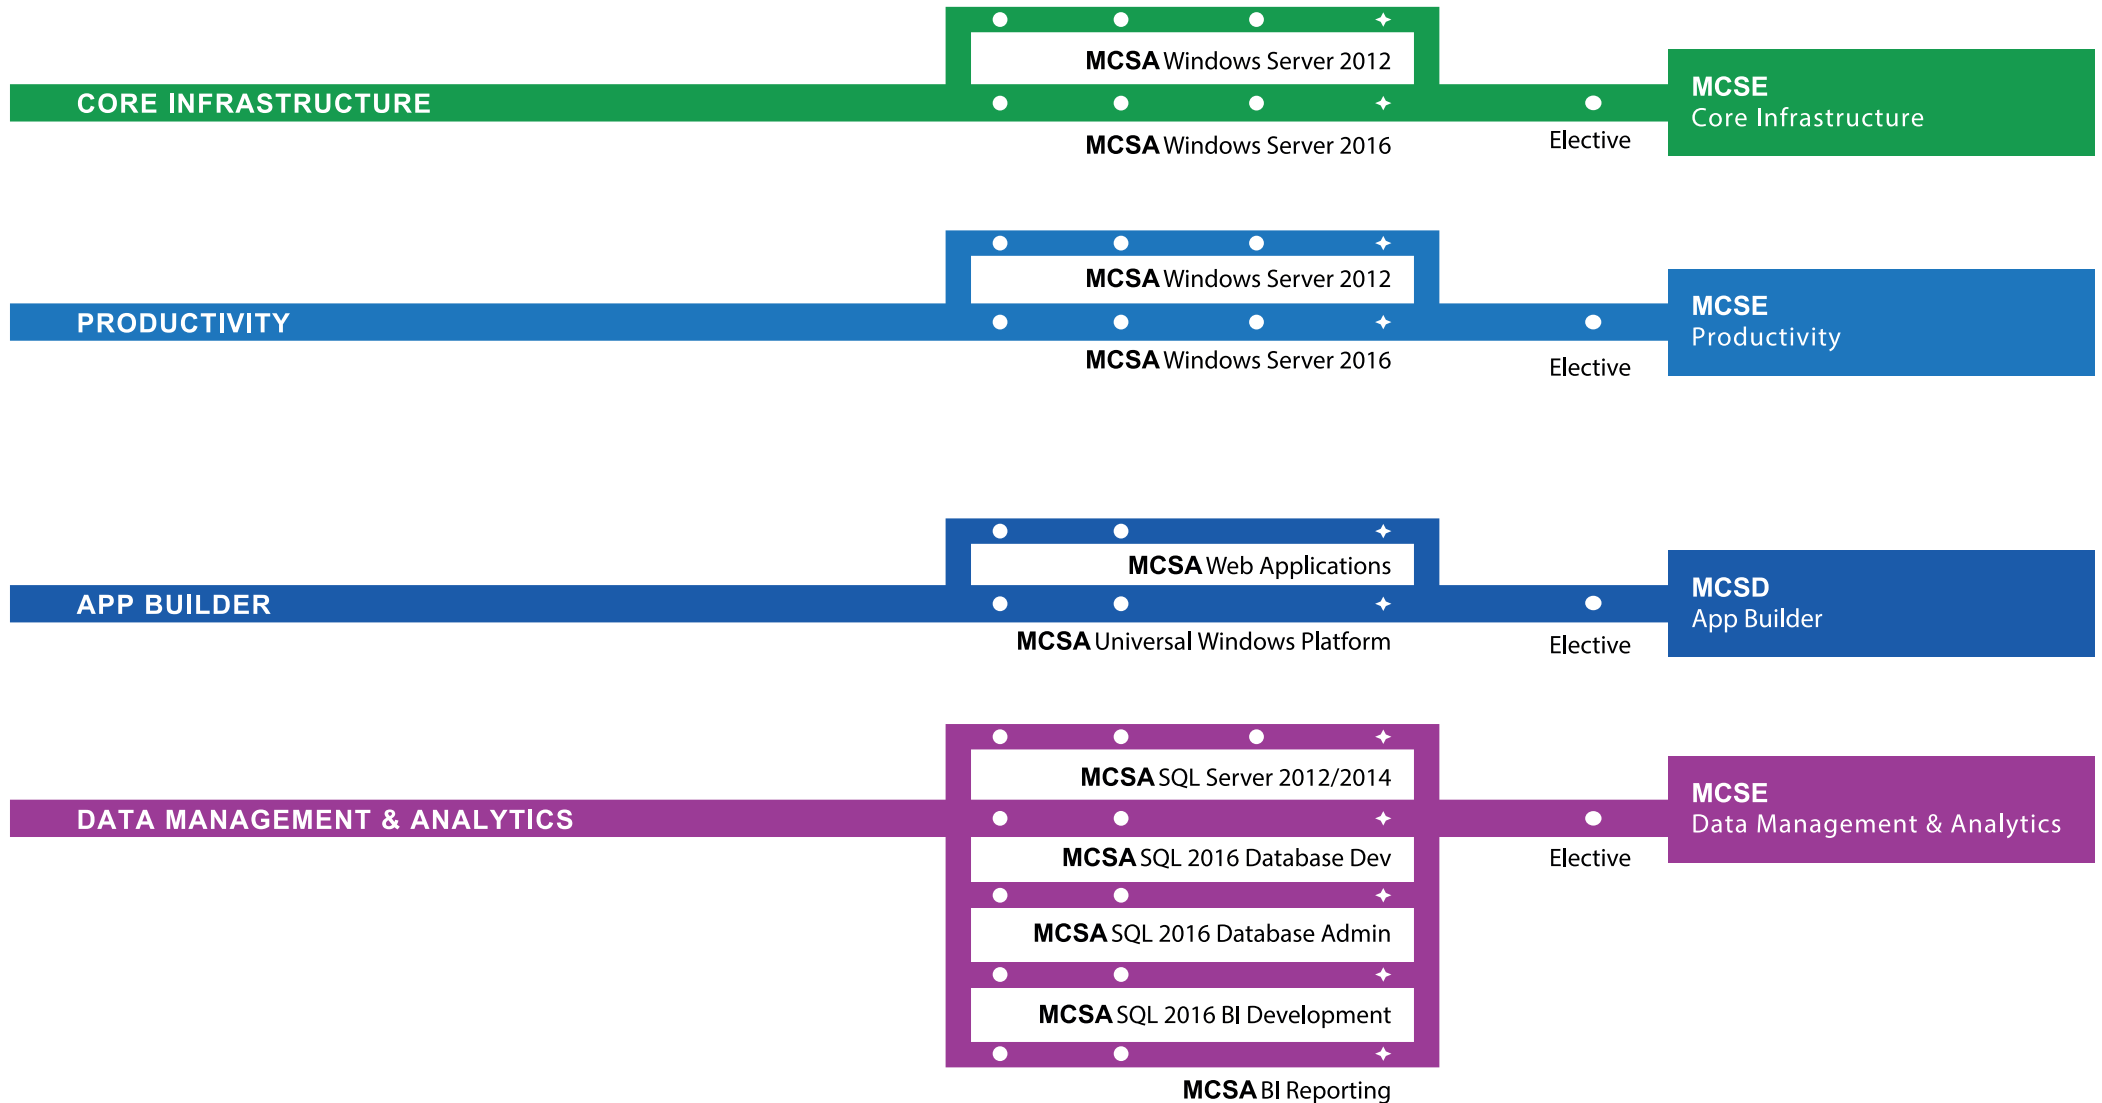 MCSA Windows Server 2012
CORE INFRASTRUCTURE
MCSA Windows Server 2016
Elective
MCSE
Core Infrastructure
MCSA Windows Server 2012
PRODUCTIVITY
MCSA Windows Server 2016
Elective
MCSE
Productivity
MCSA Web Applications
APP BUILDER
MCSA Universal Windows Platform
Elective
MCSD
App Builder
MCSA SQL Server 2012/2014
DATA MANAGEMENT & ANALYTICS
MCSA SQL 2016 Database Dev
Elective
MCSE
Data Management & Analytics
MCSA SQL 2016 Database Admin
MCSA SQL 2016 BI Development
MCSA BI Reporting